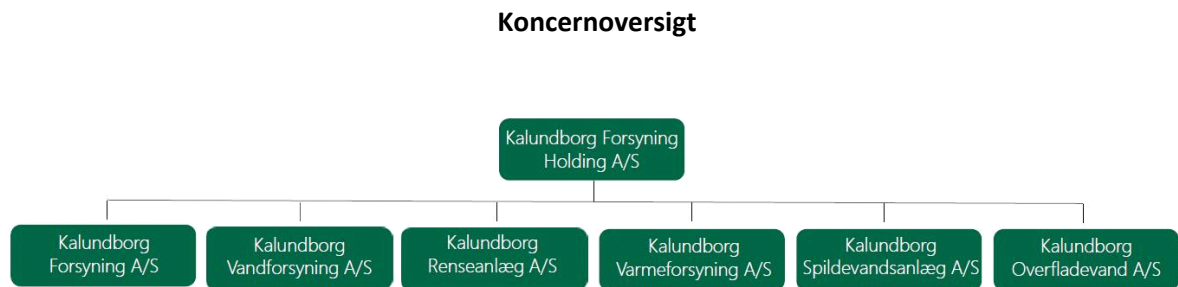 Koncernoversigt
Kalundborg Forsyning
Holding A/S
Kalundborg
Forsyning A/S
Kalundborg
Vandforsyning A/S
Kalundborg
Renseanlæg A/S
Kalundborg
Varmeforsyning A/S
Kalundborg
Spildevandsanlæg A/S
Kalundborg
Overfladevand A/S